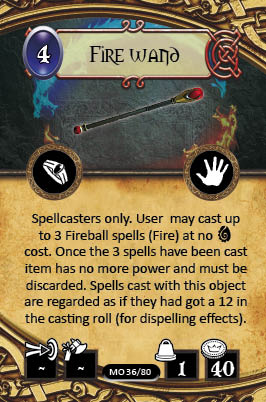 4
Fire wand
Spellcasters only. User may cast up
to 3 Fireball spells (Fire) at no
cost. Once the 3 spells have been cast
item has no more power and must be
discarded. Spells cast with this object
are regarded as if they had got a 12 in
the casting roll (for dispelling effects).
~ ~ MO 36/80 1 40